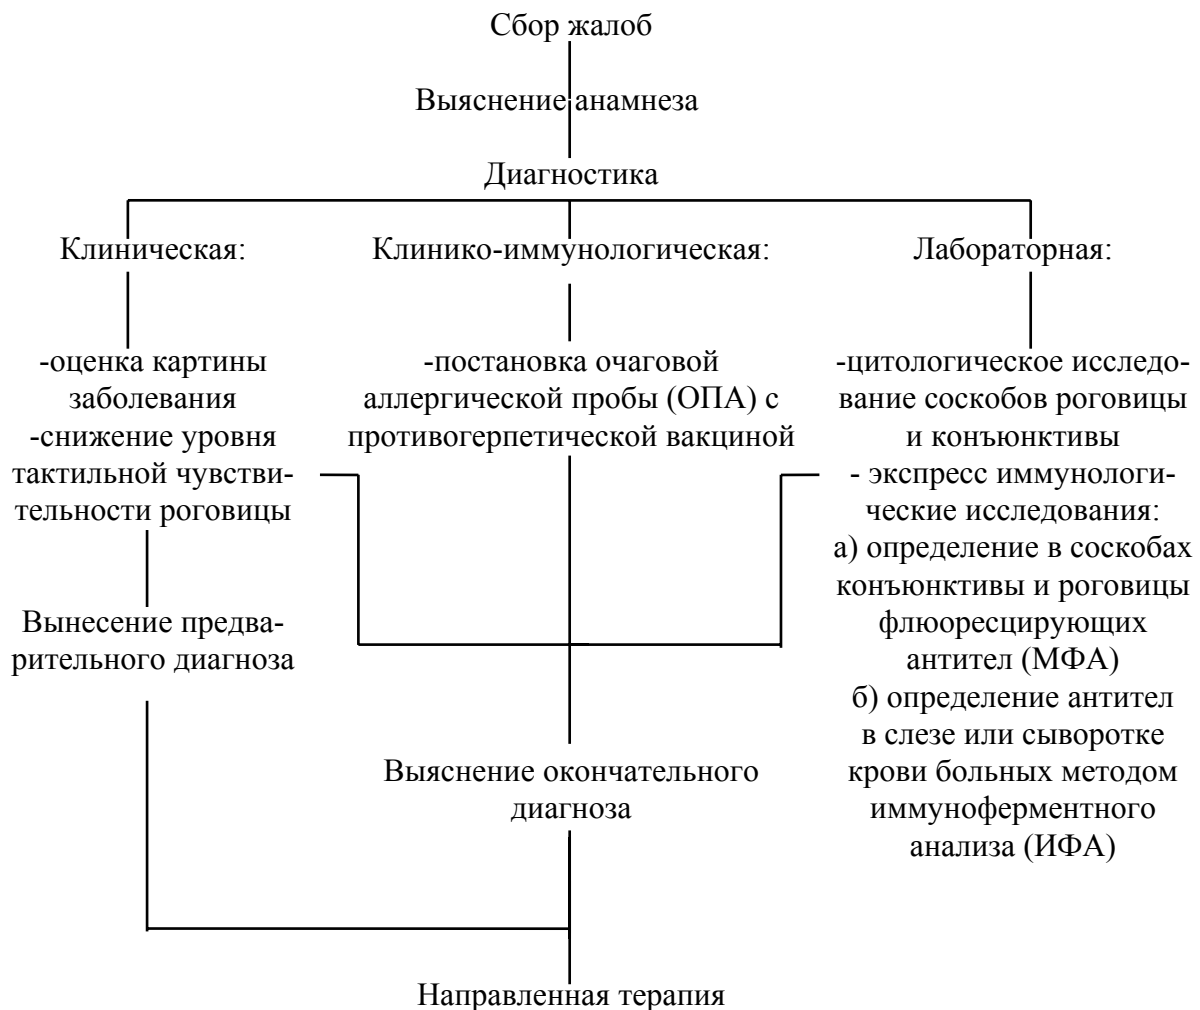 Сбор жалоб
Выяснение анамнеза
Диагностика
Клиническая:
-оценка картины
заболевания
-снижение уровня
тактильной чувстви-
тельности роговицы
Вынесение предва-
рительного диагноза
Клинико-иммунологическая:
-постановка очаговой
аллергической пробы (ОПА) с
противогерпетической вакциной
Лабораторная:
-цитологическое исследо-
вание соскобов роговицы
и конъюнктивы
- экспресс иммунологи-
ческие исследования:
а) определение в соскобах
конъюнктивы и роговицы
флюоресцирующих
антител (МФА)
б) определение антител
в слезе или сыворотке
крови больных методом
иммуноферментного
анализа (ИФА)
Выяснение окончательного
диагноза
Направленная терапия